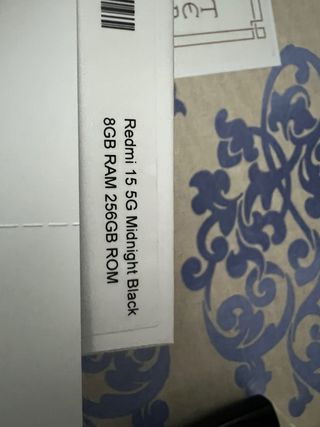 Redmi 15 5G Midnight Black
8GB RAM 256GB ROM